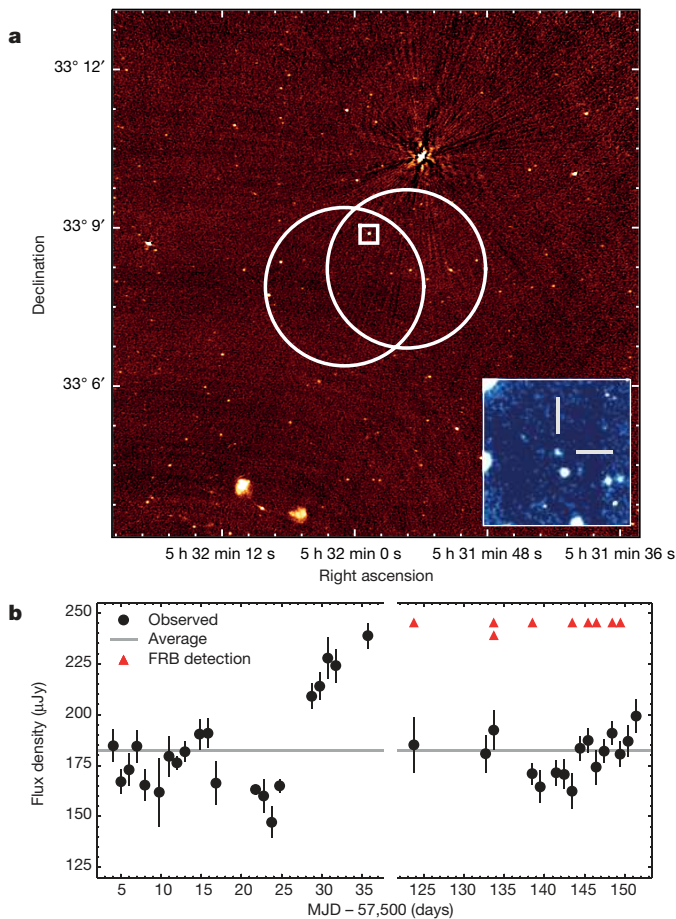 a
33° 12′
33° 9′
33° 6′
Declination
5 h 32 min 12 s 5 h 32 min 0 s 5 h 31 min 48 s 5 h 31 min 36 s
Right ascension
b
250
225
200
175
150
125
Flux density (μJy)
Observed
Average
FRB detection
5 10 15 20 25 30 35 125 130 135 140 145 150
MJD – 57,500 (days)